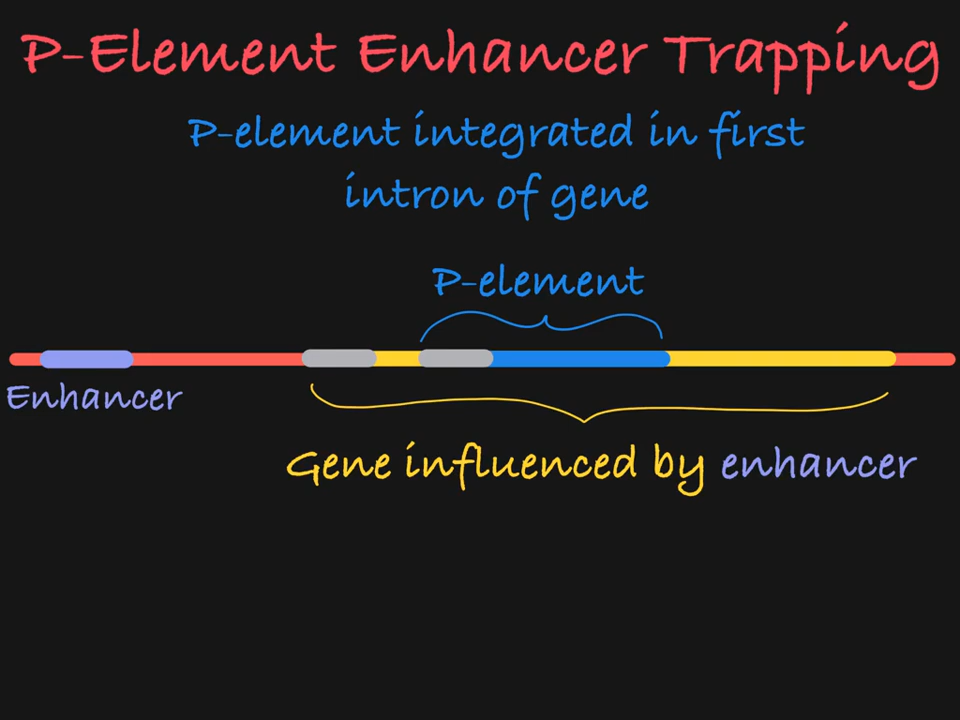 P-Element Enhancer Trapping
P-element integrated in first
intron of gene
P-element
Enhancer
Gene influenced by enhancer